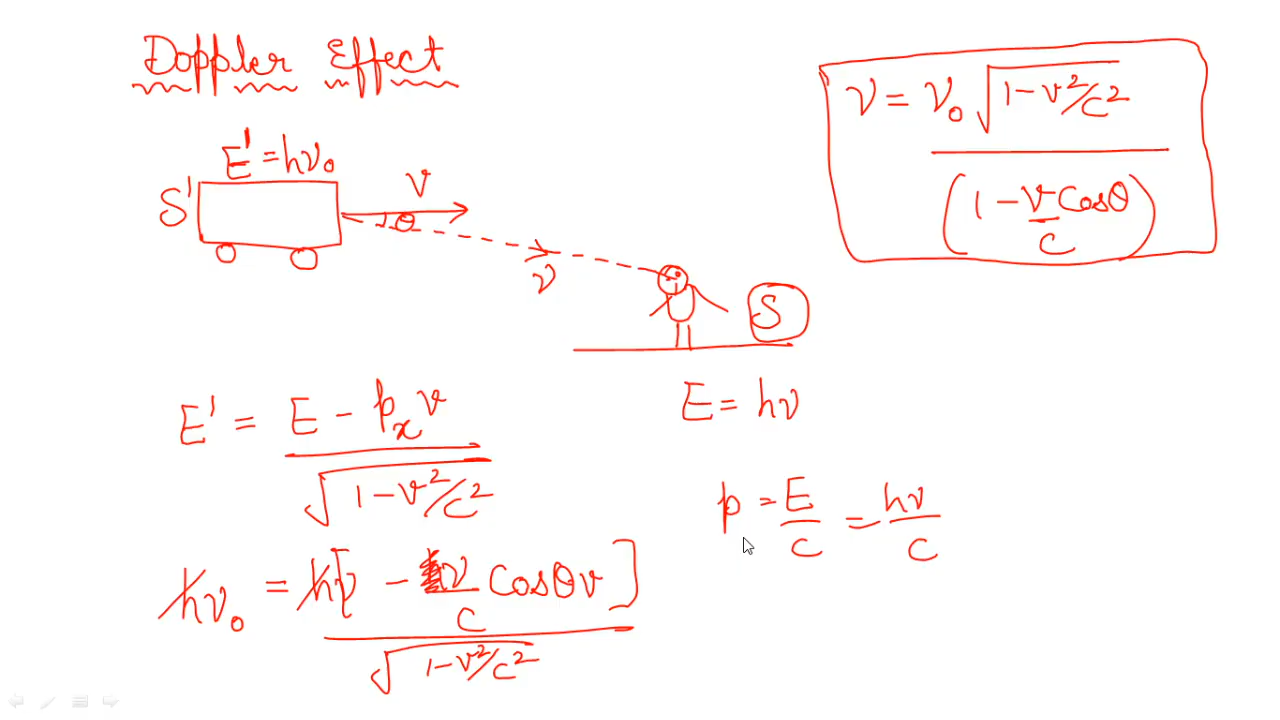 Doppler Effect
E' = hν₀
S'
v
θ
ν
S
ν = ν₀ √(1 - v²/c²) / (1 - v/c Cosθ)
E = hν
E' = (E - pₓv) / √(1 - v²/c²)
p = E/c = hν/c
hν₀ = h[ν - ν/c Cosθ v] / √(1 - v²/c²)